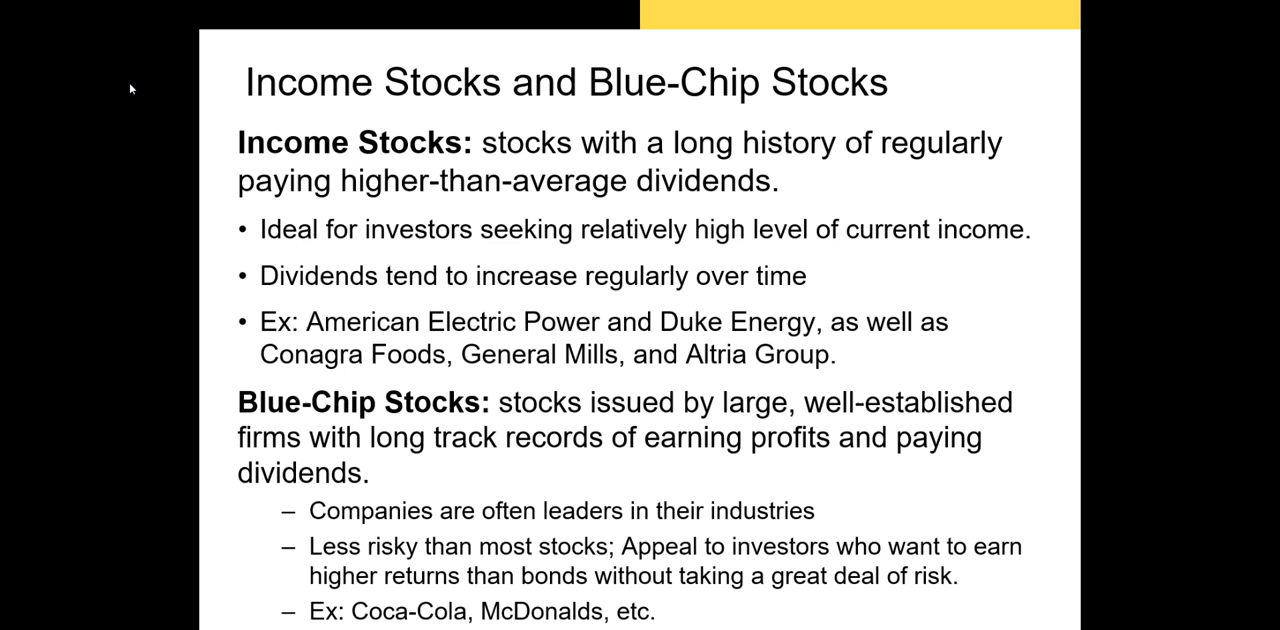 Income Stocks and Blue-Chip Stocks
Income Stocks: stocks with a long history of regularly
paying higher-than-average dividends.
• Ideal for investors seeking relatively high level of current income.
• Dividends tend to increase regularly over time
• Ex: American Electric Power and Duke Energy, as well as
Conagra Foods, General Mills, and Altria Group.
Blue-Chip Stocks: stocks issued by large, well-established
firms with long track records of earning profits and paying
dividends.
– Companies are often leaders in their industries
– Less risky than most stocks; Appeal to investors who want to earn
higher returns than bonds without taking a great deal of risk.
– Ex: Coca-Cola, McDonalds, etc.